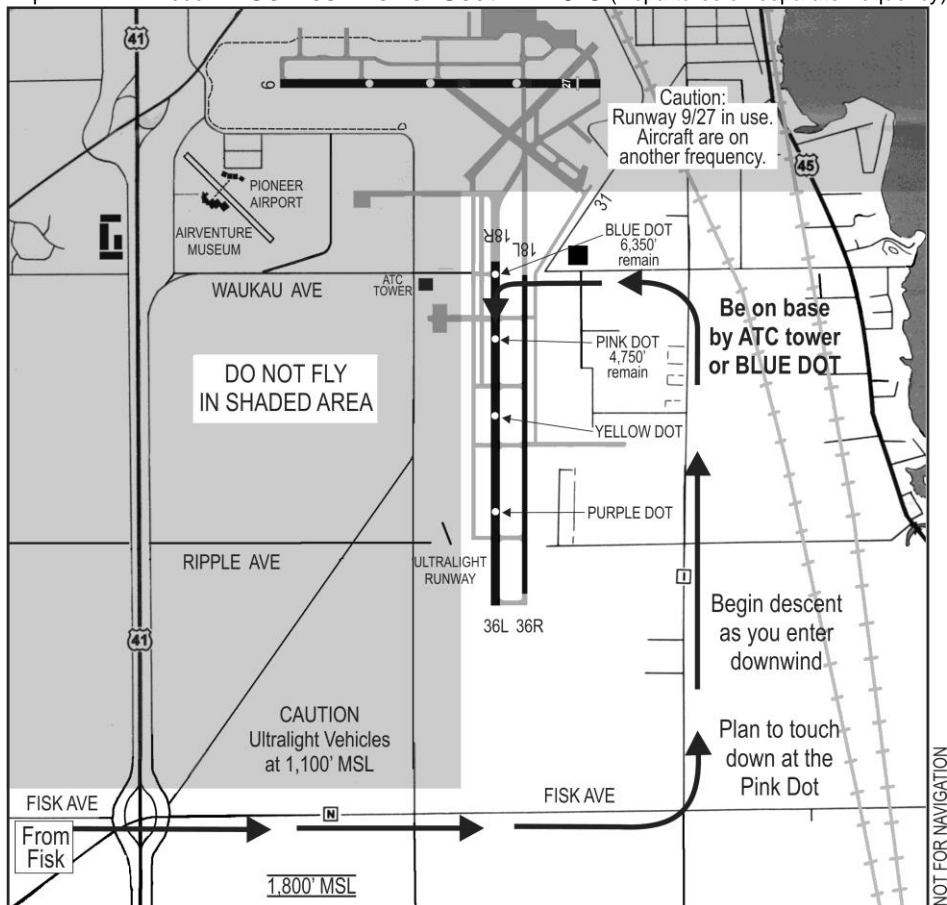 (Depart
41
41
9
27
Caution:
Runway 9/27 in use.
Aircraft are on
another frequency.
45
PIONEER
AIRPORT
AIRVENTURE
MUSEUM
31
18R
18L
BLUE DOT
6,350'
remain
WAUKAU AVE
ATC
TOWER
Be on base
by ATC tower
or BLUE DOT
PINK DOT
4,750'
remain
DO NOT FLY
IN SHADED AREA
YELLOW DOT
PURPLE DOT
RIPPLE AVE
ULTRALIGHT
RUNWAY
I
36L 36R
Begin descent
as you enter
downwind
41
CAUTION
Ultralight Vehicles
at 1,100' MSL
Plan to touch
down at the
Pink Dot
FISK AVE
FISK AVE
N
From
Fisk
1,800' MSL
NOT FOR NAVIGATION